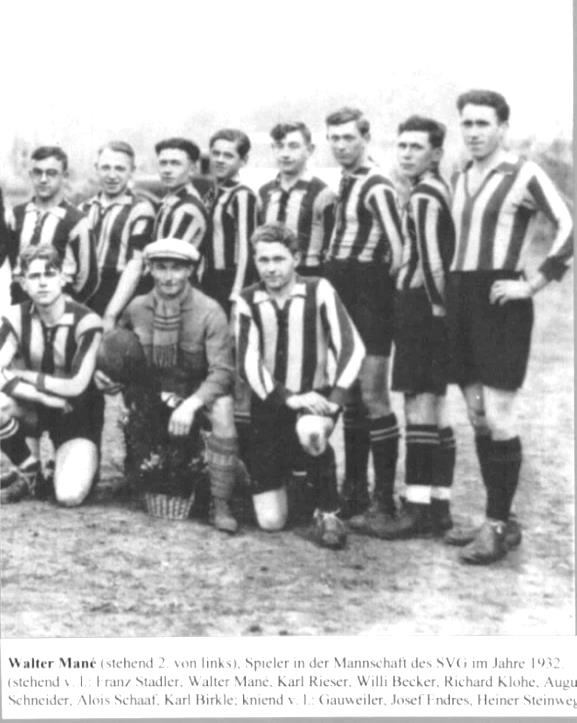 Walter Mané (stehend 2. von links), Spieler in der Mannschaft des SVG im Jahre 1932.
(stehend v. l.: Franz Stadler, Walter Mané, Karl Rieser, Willi Becker, Richard Klohe, Augu
Schneider, Alois Schaaf, Karl Birkle; kniend v. l.: Gauweiler, Josef Endres, Heiner Steinweg